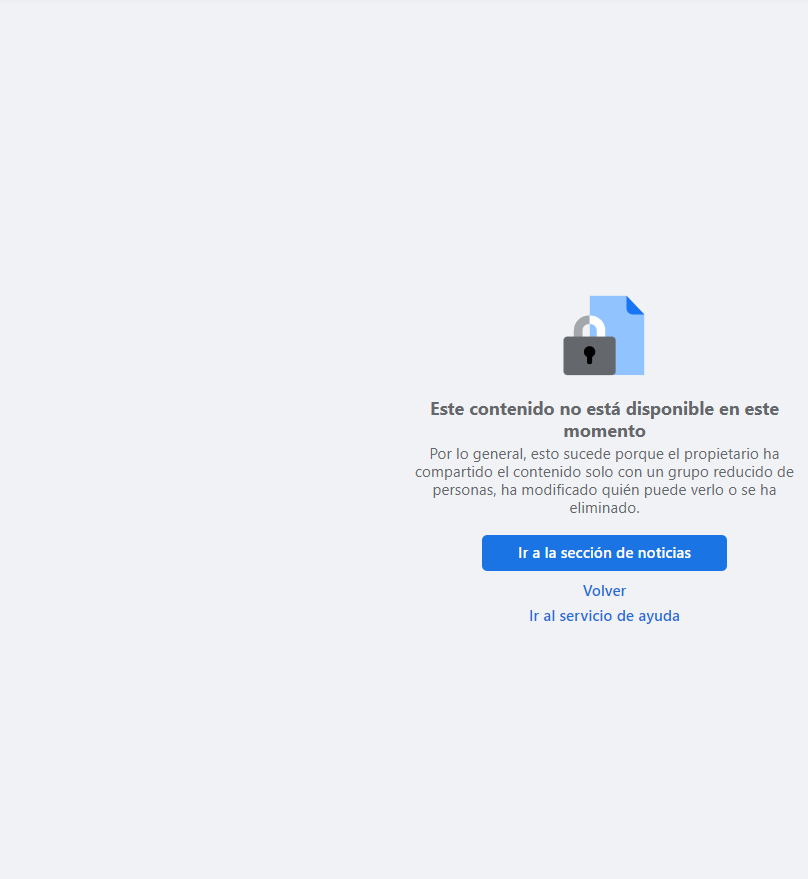 Este contenido no está disponible en este
momento
Por lo general, esto sucede porque el propietario ha
compartido el contenido solo con un grupo reducido de
personas, ha modificado quién puede verlo o se ha
eliminado.
Ir a la sección de noticias
Volver
Ir al servicio de ayuda